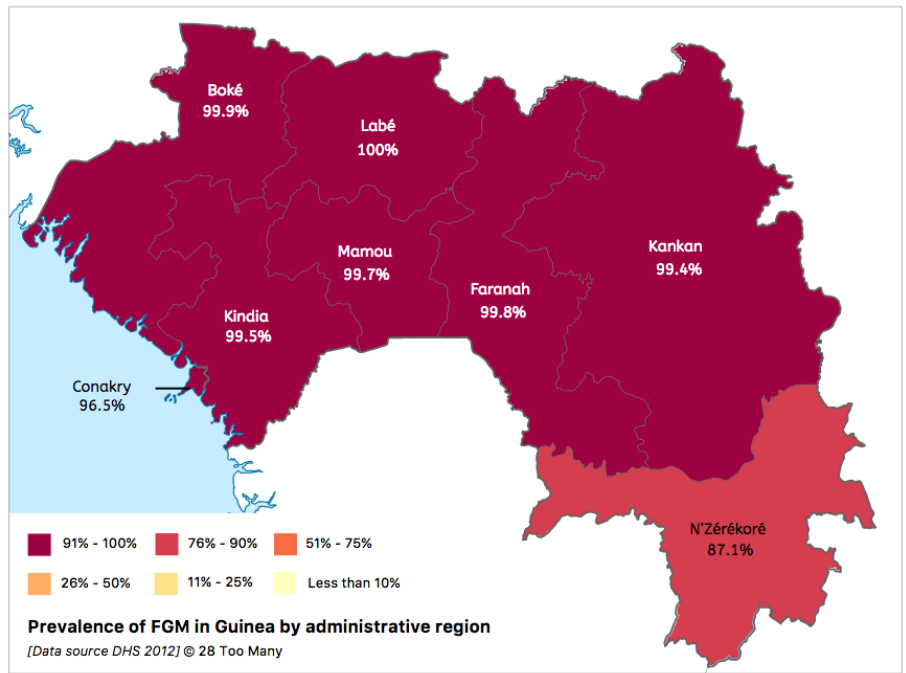 Boké
99.9%
Labé
100%
Mamou
99.7%
Kankan
99.4%
Faranah
99.8%
Kindia
99.5%
Conakry
96.5%
N'Zérékoré
87.1%
91% - 100%
76% - 90%
51% - 75%
26% - 50%
11% - 25%
Less than 10%
Prevalence of FGM in Guinea by administrative region
[Data source DHS 2012] © 28 Too Many